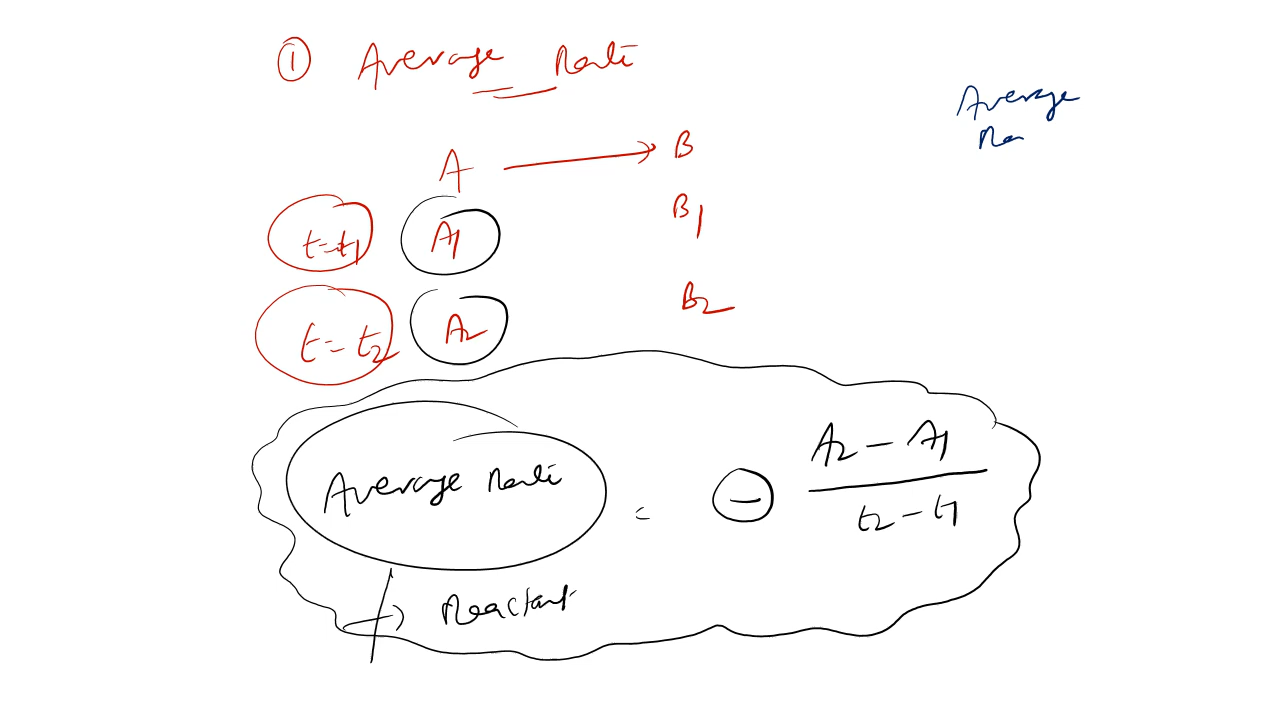 ① Average Rate
Average
Ra
A → B
t=t1 A1 B1
t=t2 A2 B2
Average Rate = - A2-A1
t2-t1
→ Reactant